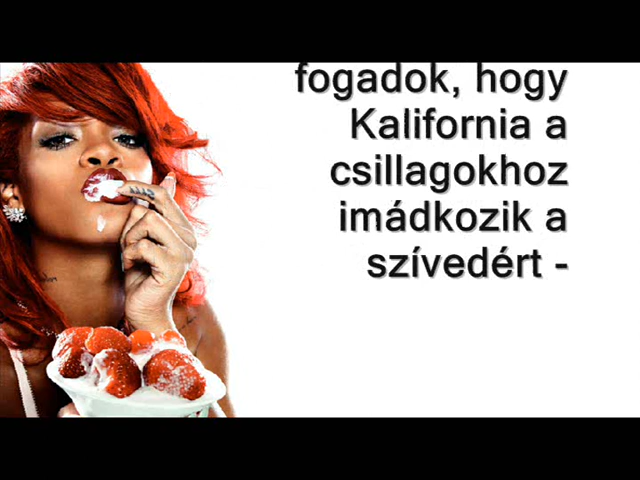 fogadok, hogy
Kalifornia a
csillagokhoz
imádkozik a
szívedért -